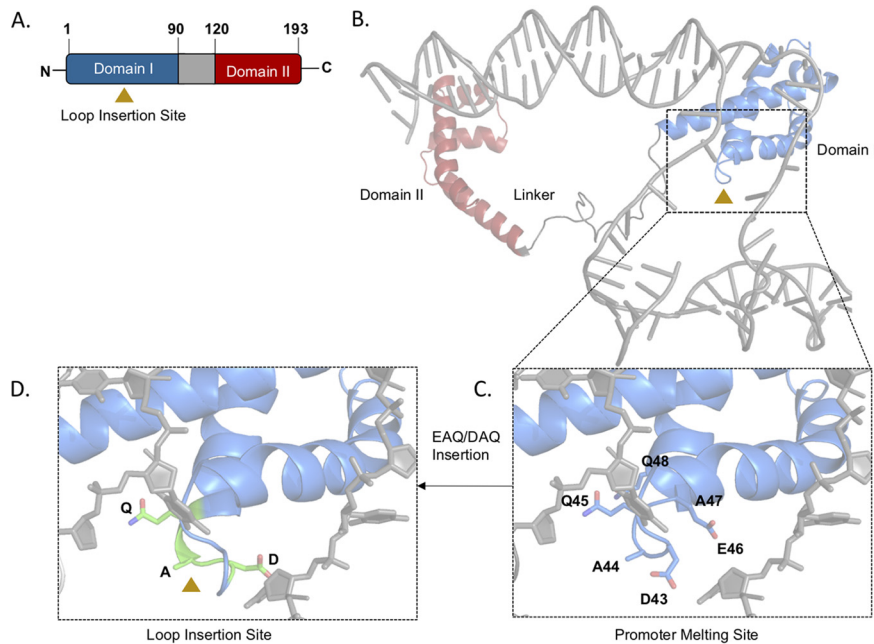 A.
1 90 120 193
N Domain I Domain II C
Loop Insertion Site
B.
Domain
Domain II Linker
D.
EAQ/DAQ
Insertion
Q
A D
Loop Insertion Site
C.
Q48
Q45 A47
E46
A44
D43
Promoter Melting Site